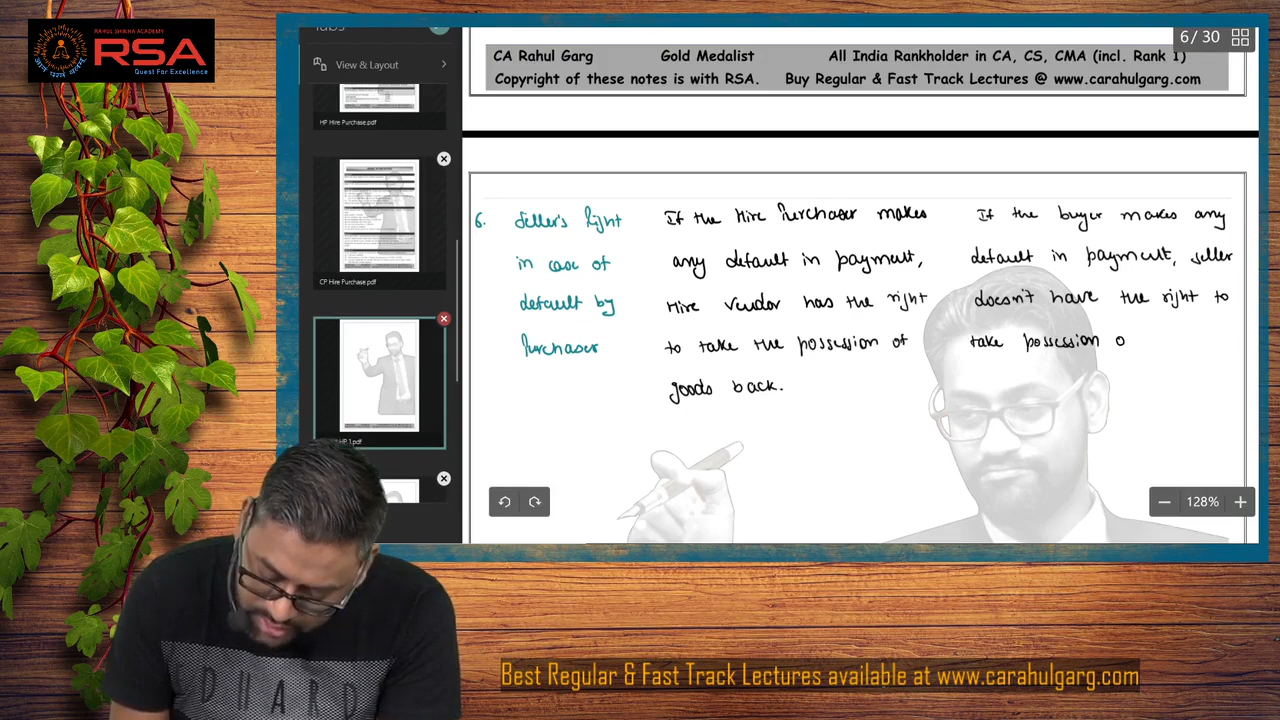 RAHUL SHIKHA ACADEMY
RSA
Quest For Excellence
View & Layout
HP Hire Purchase.pdf
CP Hire Purchase.pdf
HP 1.pdf
6 / 30
CA Rahul Garg Gold Medalist All India Rankholder in CA, CS, CMA (incl. Rank 1)
Copyright of these notes is with RSA. Buy Regular & Fast Track Lectures @ www.carahulgarg.com
6. Seller's Right
in case of
default by
Purchaser
If the Hire Purchaser makes
any default in payment,
Hire Vendor has the right
to take the possession of
goods back.
If the buyer makes any
default in payment, seller
doesn't have the right to
take possession o
128%
DHARD
Best Regular & Fast Track Lectures available at www.carahulgarg.com